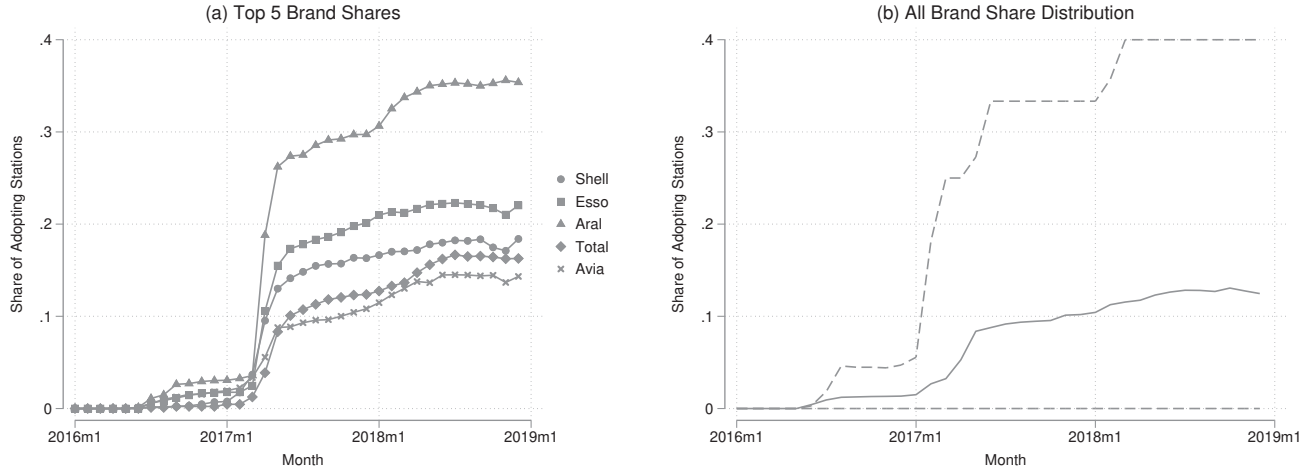 (a) Top 5 Brand Shares
.4
.3
.2
.1
0
Share of Adopting Stations
2016m1
2017m1
2018m1
2019m1
Month
Shell
Esso
Aral
Total
Avia
(b) All Brand Share Distribution
.4
.3
.2
.1
0
Share of Adopting Stations
2016m1
2017m1
2018m1
2019m1
Month